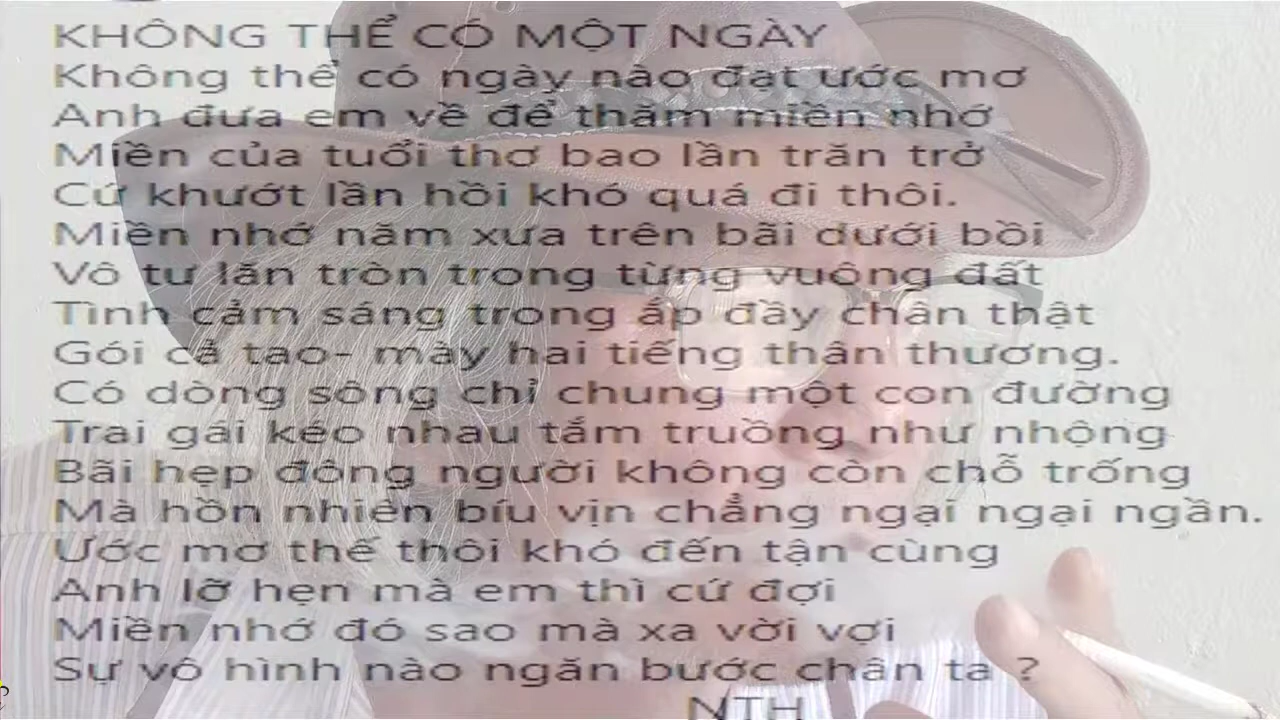 KHÔNG THỂ CÓ MỘT NGÀY
Không thể có ngày nào đạt ước mơ
Anh đưa em về để thăm miền nhớ
Miền của tuổi thơ bao lần trăn trở
Cứ khướt lần hồi khó quá đi thôi.
Miền nhớ năm xưa trên bãi dưới bồi
Vô tư lăn tròn trong từng vuông đất
Tình cảm sáng trong ắp đầy chân thật
Gói cả tao- mày hai tiếng thân thương.
Có dòng sông chỉ chung một con đường
Trai gái kéo nhau tắm truồng như nhộng
Bãi hẹp đông người không còn chỗ trống
Mà hồn nhiên bíu vịn chẳng ngại ngại ngần.
Ước mơ thế thôi khó đến tận cùng
Anh lỡ hẹn mà em thì cứ đợi
Miền nhớ đó sao mà xa vời vợi
Sự vô hình nào ngăn bước chân ta ?
NTH